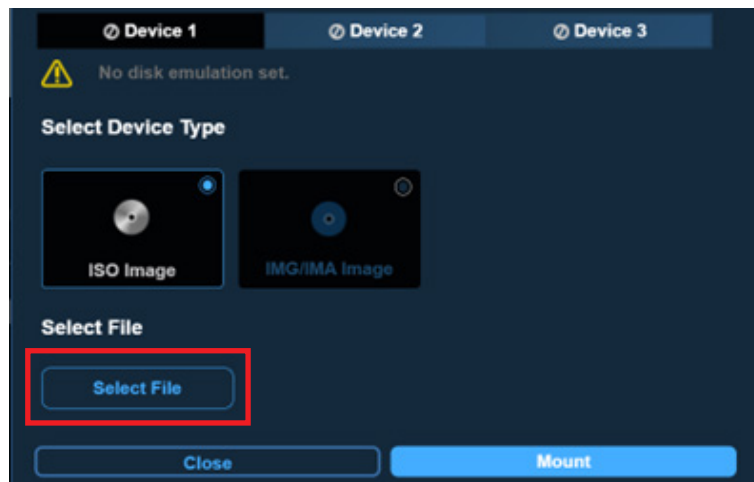 Device 1 Device 2 Device 3
No disk emulation set.
Select Device Type
ISO Image IMG/IMA Image
Select File
Select File
Close Mount